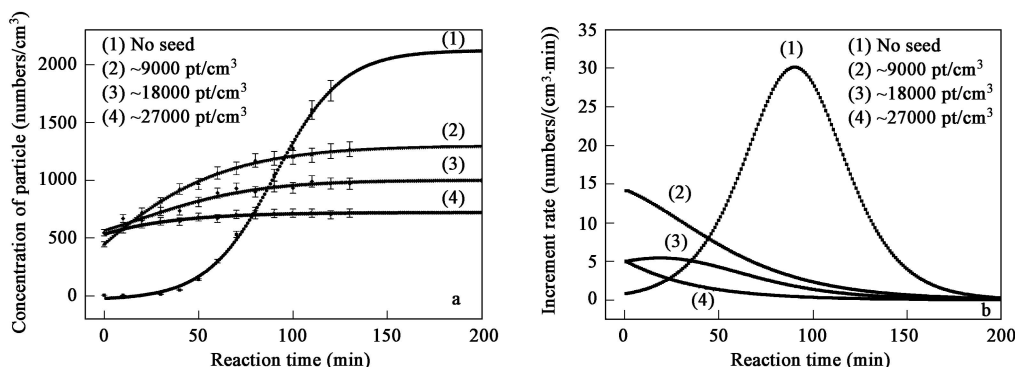 Concentration of particle (numbers/cm³)
2000
1500
1000
500
0
(1) No seed
(2) ~9000 pt/cm³
(3) ~18000 pt/cm³
(4) ~27000 pt/cm³
(1)
(2)
(3)
(4)
a
0 50 100 150 200
Reaction time (min)
Increment rate (numbers/(cm³·min))
35
30
25
20
15
10
5
0
(1)
(1) No seed
(2) ~9000 pt/cm³
(3) ~18000 pt/cm³
(4) ~27000 pt/cm³
(2)
(3)
(4)
b
0 50 100 150 200
Reaction time (min)